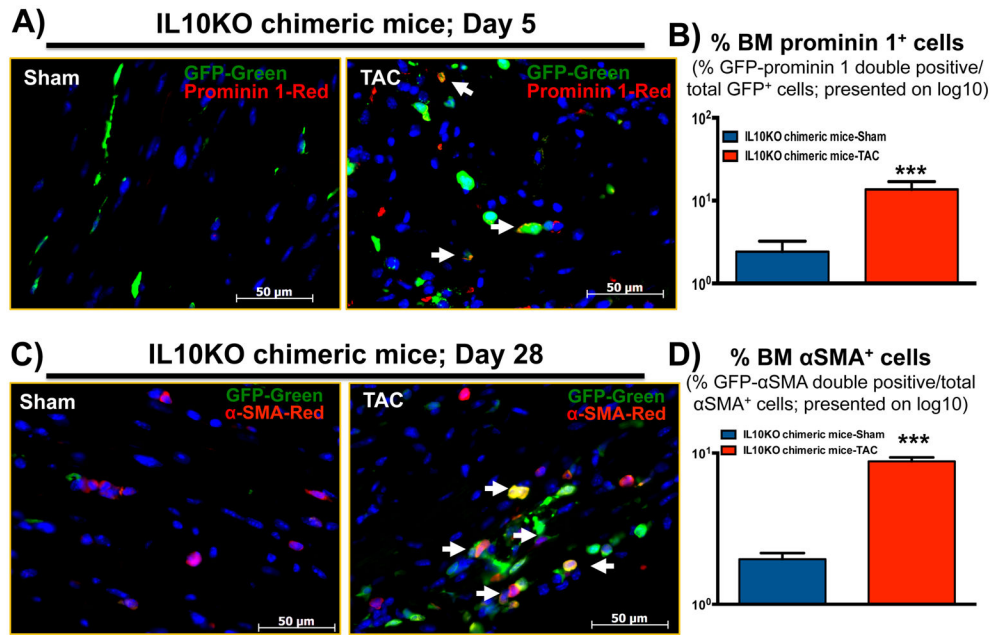 A)
IL10KO chimeric mice; Day 5
Sham
GFP-Green
Prominin 1-Red
50 µm
TAC
GFP-Green
Prominin 1-Red
50 µm
B)
% BM prominin 1⁺ cells
(% GFP-prominin 1 double positive/
total GFP⁺ cells; presented on log10)
10²
IL10KO chimeric mice-Sham
IL10KO chimeric mice-TAC
***
10¹
10⁰
C)
IL10KO chimeric mice; Day 28
Sham
GFP-Green
α-SMA-Red
50 µm
TAC
GFP-Green
α-SMA-Red
50 µm
D)
% BM αSMA⁺ cells
(% GFP-αSMA double positive/total
αSMA⁺ cells; presented on log10)
IL10KO chimeric mice-Sham
IL10KO chimeric mice-TAC
***
10¹
10⁰